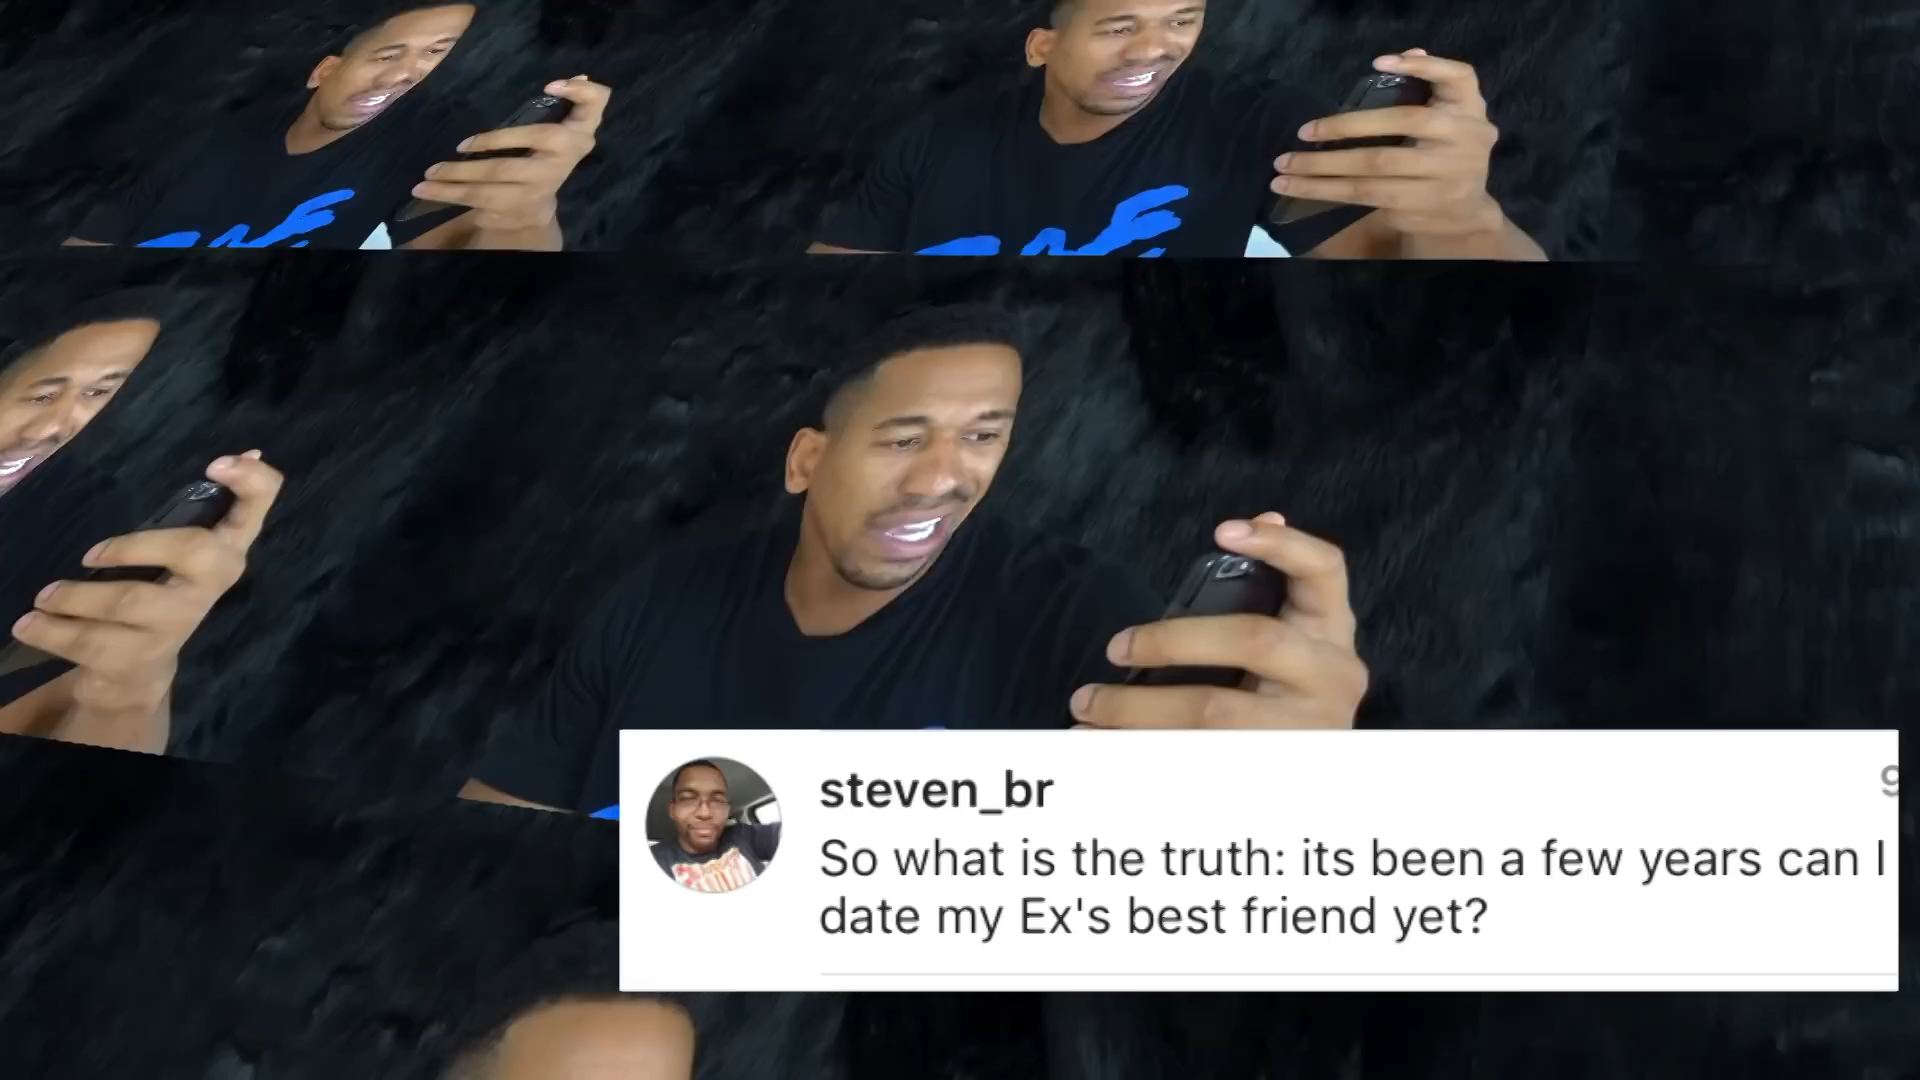 steven_br
So what is the truth: its been a few years can I
date my Ex's best friend yet?